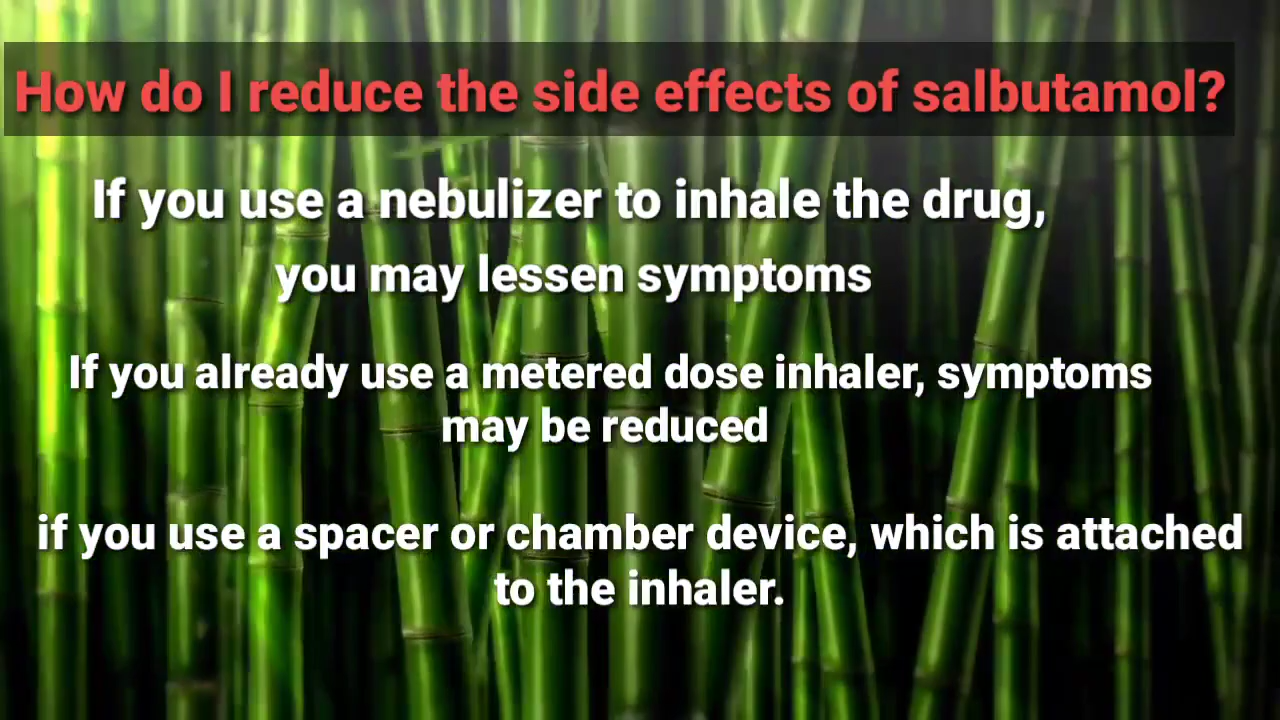 How do I reduce the side effects of salbutamol?
If you use a nebulizer to inhale the drug,
you may lessen symptoms
If you already use a metered dose inhaler, symptoms
may be reduced
if you use a spacer or chamber device, which is attached
to the inhaler.